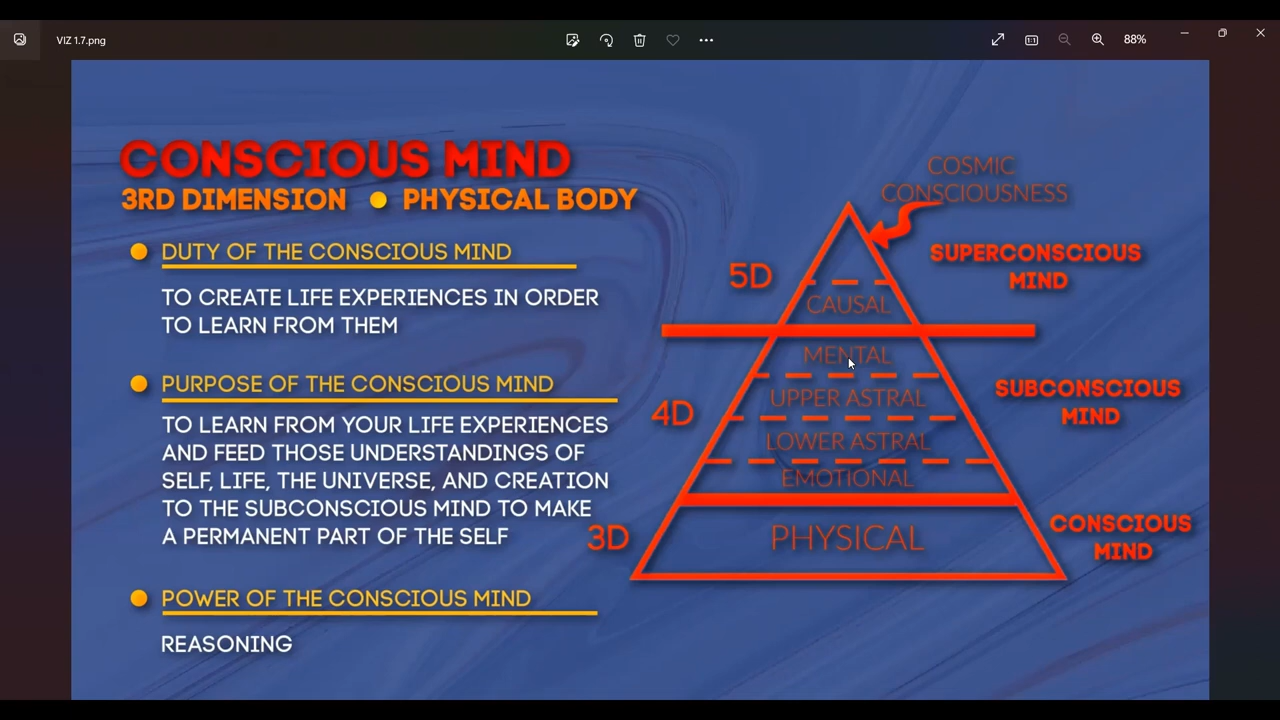 VIZ 1.7.png
88%
CONSCIOUS MIND
3RD DIMENSION ● PHYSICAL BODY
● DUTY OF THE CONSCIOUS MIND
TO CREATE LIFE EXPERIENCES IN ORDER
TO LEARN FROM THEM
● PURPOSE OF THE CONSCIOUS MIND
TO LEARN FROM YOUR LIFE EXPERIENCES
AND FEED THOSE UNDERSTANDINGS OF
SELF, LIFE, THE UNIVERSE, AND CREATION
TO THE SUBCONSCIOUS MIND TO MAKE
A PERMANENT PART OF THE SELF
● POWER OF THE CONSCIOUS MIND
REASONING
COSMIC
CONSCIOUSNESS
SUPERCONSCIOUS
MIND
5D
CAUSAL
MENTAL
UPPER ASTRAL
SUBCONSCIOUS
MIND
4D
LOWER ASTRAL
EMOTIONAL
3D
PHYSICAL
CONSCIOUS
MIND